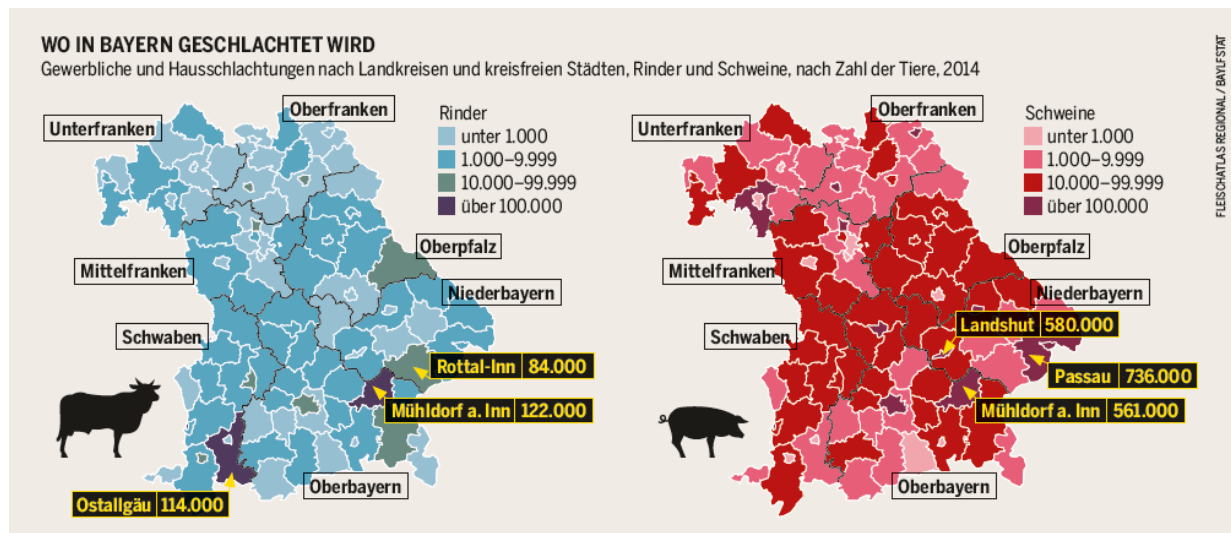 WO IN BAYERN GESCHLACHTET WIRD
Gewerbliche und Hausschlachtungen nach Landkreisen und kreisfreien Städten, Rinder und Schweine, nach Zahl der Tiere, 2014
Unterfranken
Oberfranken
Rinder
unter 1.000
1.000–9.999
10.000–99.999
über 100.000
Oberpfalz
Mittelfranken
Niederbayern
Schwaben
Rottal-Inn 84.000
Mühldorf a. Inn 122.000
Oberbayern
Ostallgäu 114.000
Unterfranken
Oberfranken
Schweine
unter 1.000
1.000–9.999
10.000–99.999
über 100.000
Oberpfalz
Mittelfranken
Niederbayern
Landshut 580.000
Schwaben
Passau 736.000
Mühldorf a. Inn 561.000
Oberbayern
FLEISCHATLAS REGIONAL / BAYLFSTAT